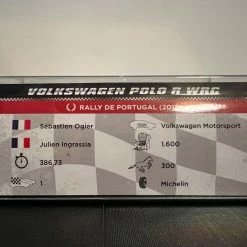 VOLKSWAGEN POLO R WRC
RALLY DE PORTUGAL
Sébastien Ogier
Volkswagen Motorsport
Julien Ingrassia
1.600
386,73
300
1
Michelin